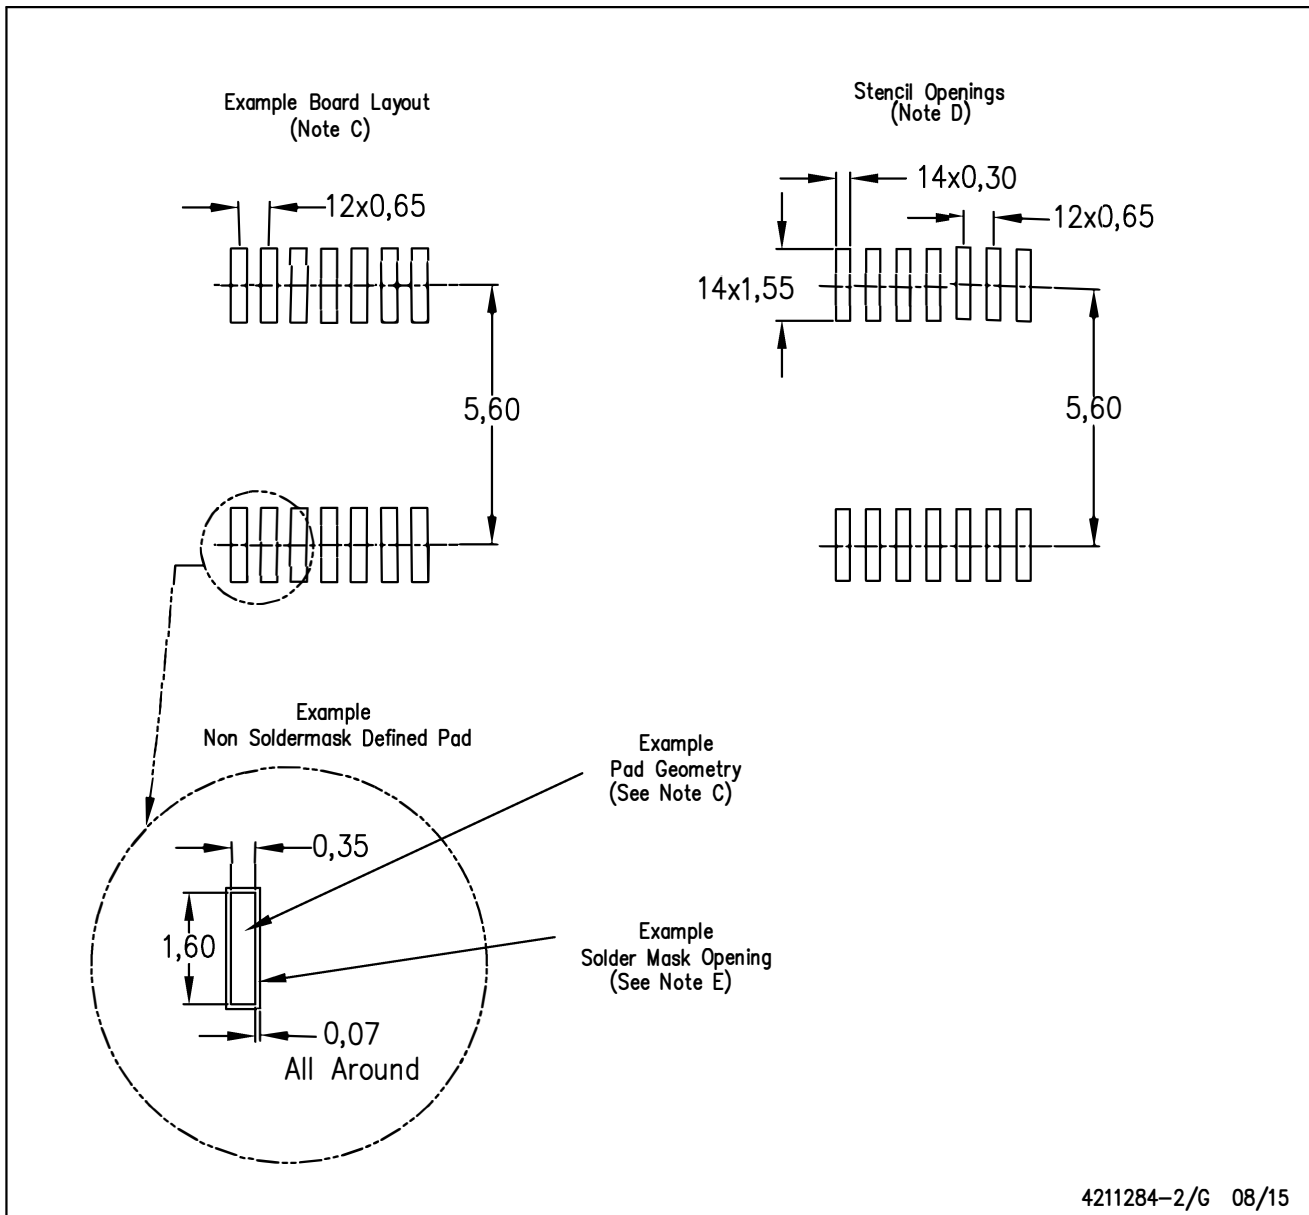 Example Board Layout
(Note C)
12x0,65
5,60
Stencil Openings
(Note D)
14x0,30
12x0,65
14x1,55
5,60
Example
Non Soldermask Defined Pad
0,35
1,60
0,07
All Around
Example
Pad Geometry
(See Note C)
Example
Solder Mask Opening
(See Note E)
4211284-2/G 08/15